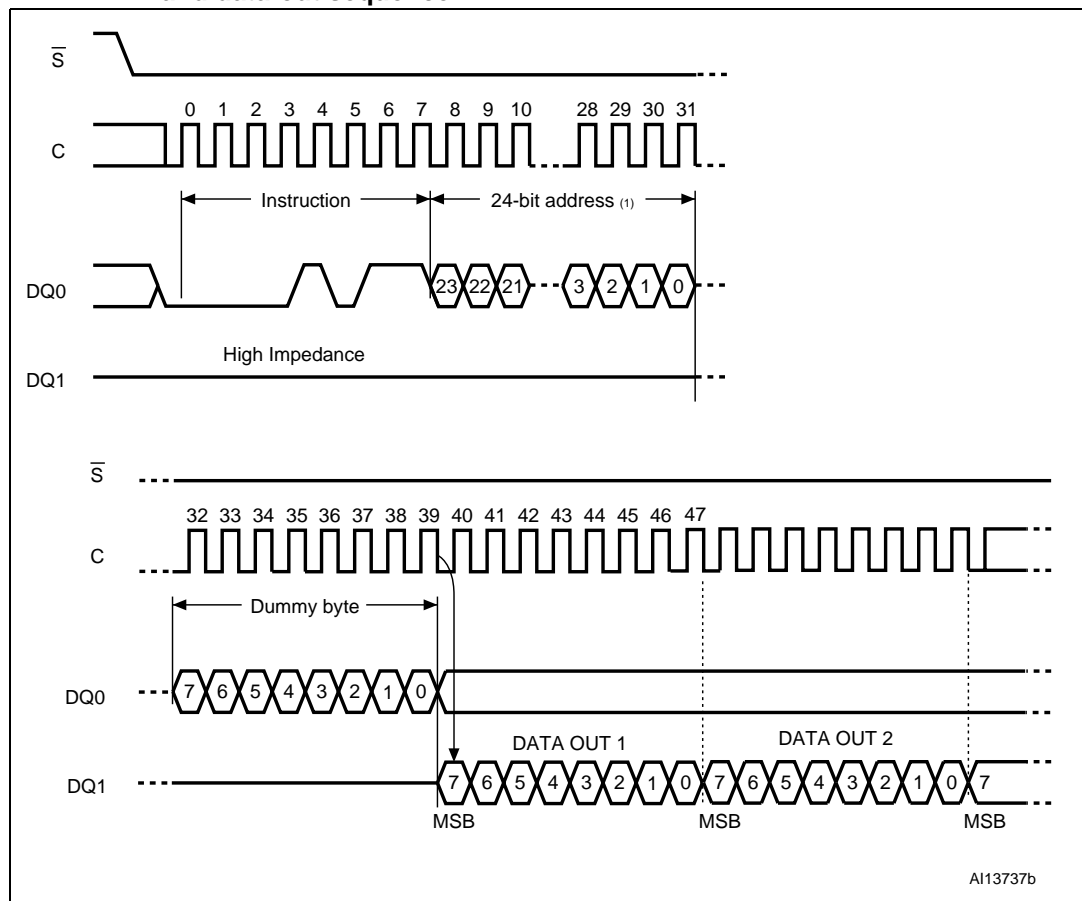 and data-out sequence
S
0 1 2 3 4 5 6 7 8 9 10 28 29 30 31
C
Instruction 24-bit address (1)
DQ0 23 22 21 3 2 1 0
High Impedance
DQ1
S
32 33 34 35 36 37 38 39 40 41 42 43 44 45 46 47
C
Dummy byte
DQ0 7 6 5 4 3 2 1 0
DATA OUT 1 DATA OUT 2
DQ1 7 6 5 4 3 2 1 0 7 6 5 4 3 2 1 0 7
MSB MSB MSB
AI13737b